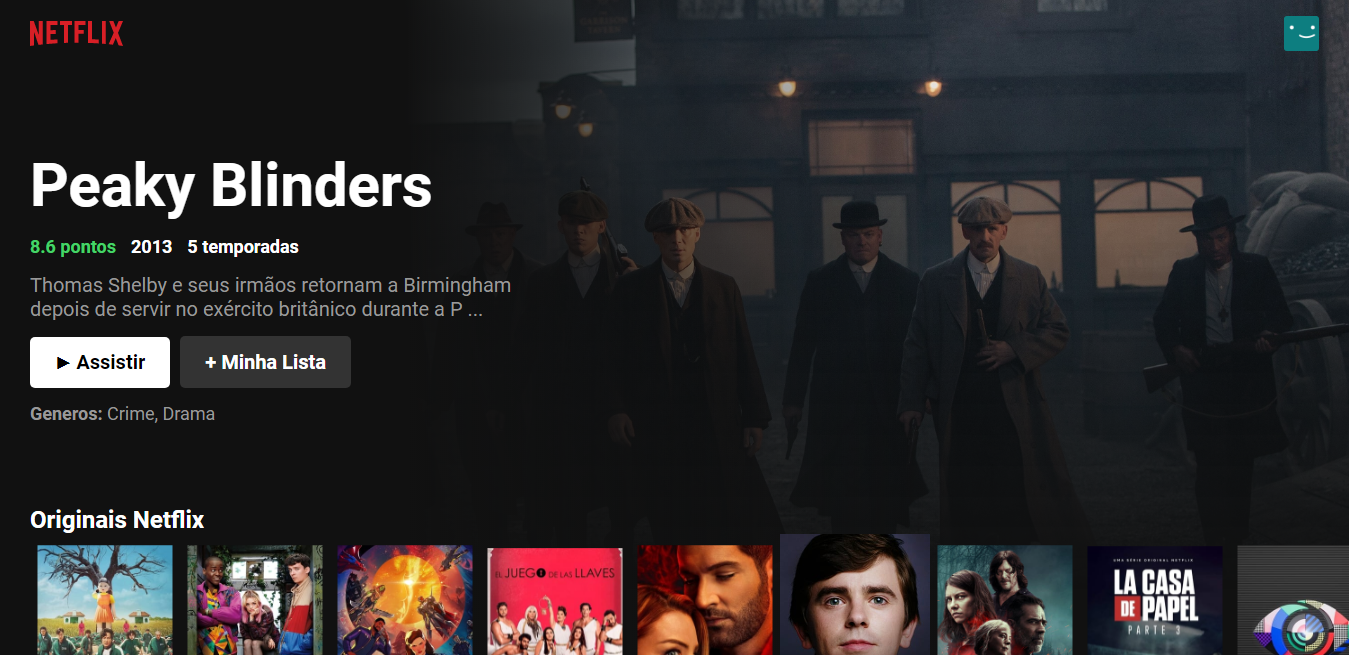 NETFLIX
Peaky Blinders
8.6 pontos 2013 5 temporadas
Thomas Shelby e seus irmãos retornam a Birmingham
depois de servir no exército britânico durante a P ...
► Assistir
+ Minha Lista
Generos: Crime, Drama
Originais Netflix
EL JUEGO DE LAS LLAVES
UMA SÉRIE ORIGINAL NETFLIX
LA CASA
DE PAPEL
PARTE 3